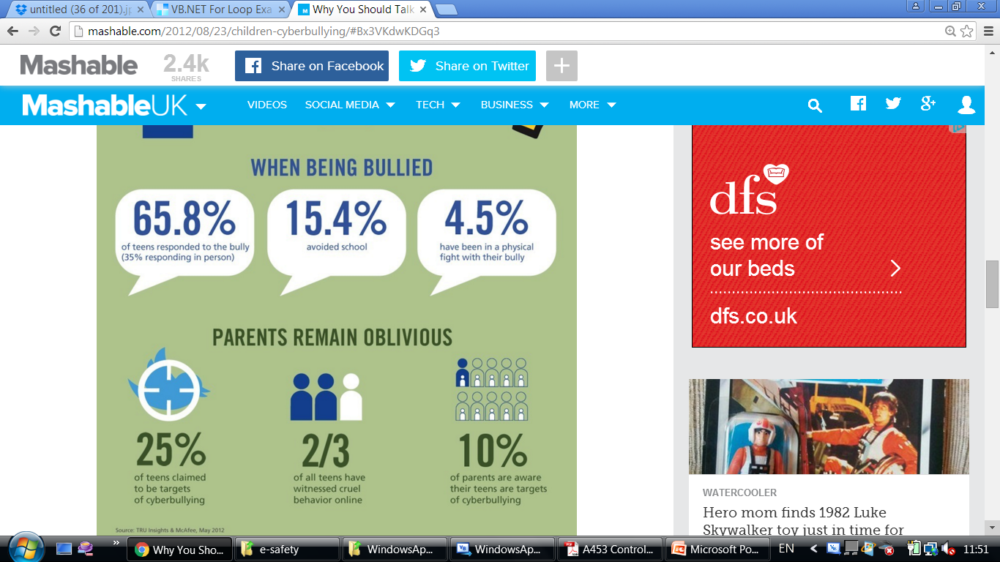 untitled (36 of 201).j
VB.NET For Loop Exa
Why You Should Talk
mashable.com/2012/08/23/children-cyberbullying/#Bx3VKdwKDGq3
Mashable
2.4k
SHARES
Share on Facebook
Share on Twitter
MashableUK
VIDEOS
SOCIAL MEDIA
TECH
BUSINESS
MORE
WHEN BEING BULLIED
65.8%
of teens responded to the bully
(35% responding in person)
15.4%
avoided school
4.5%
have been in a physical
fight with their bully
PARENTS REMAIN OBLIVIOUS
25%
of teens claimed
to be targets
of cyberbullying
2/3
of all teens have
witnessed cruel
behavior online
10%
of parents are aware
their teens are targets
of cyberbullying
Source: TRU Insights & McAfee, May 2012
dfs
see more of
our beds
dfs.co.uk
WATERCOOLER
Hero mom finds 1982 Luke
Skywalker toy just in time for
Why You Sho...
e-safety
WindowsAp...
WindowsAp...
A453 Control...
Microsoft Po...
EN
11:51